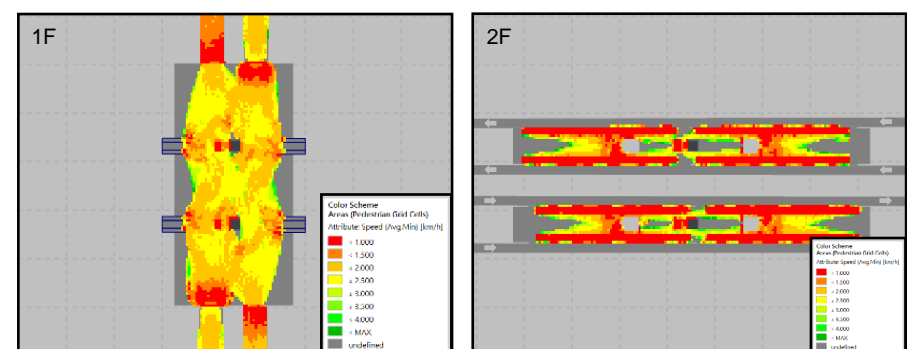 1F
Color Scheme
Areas (Pedestrian Grid Cells)
Attribute: Speed (Avg,Min) [km/h]
< 1.000
< 1.500
< 2.000
< 2.500
< 3.000
< 3.500
< 4.000
< MAX
undefined
2F
Color Scheme
Areas (Pedestrian Grid Cells)
Attribute: Speed (Avg,Min) [km/h]
< 1.000
< 1.500
< 2.000
< 2.500
< 3.000
< 3.500
< 4.000
< MAX
undefined